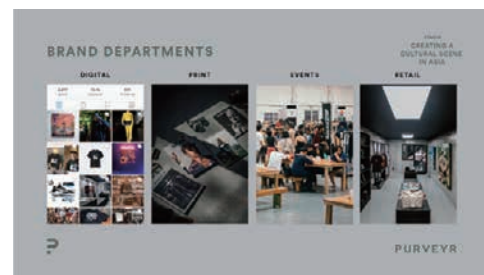 BRAND DEPARTMENTS
CREATING A
CULTURAL SCENE
IN ASIA
DIGITAL
PRINT
EVENTS
RETAIL
PURVEYR